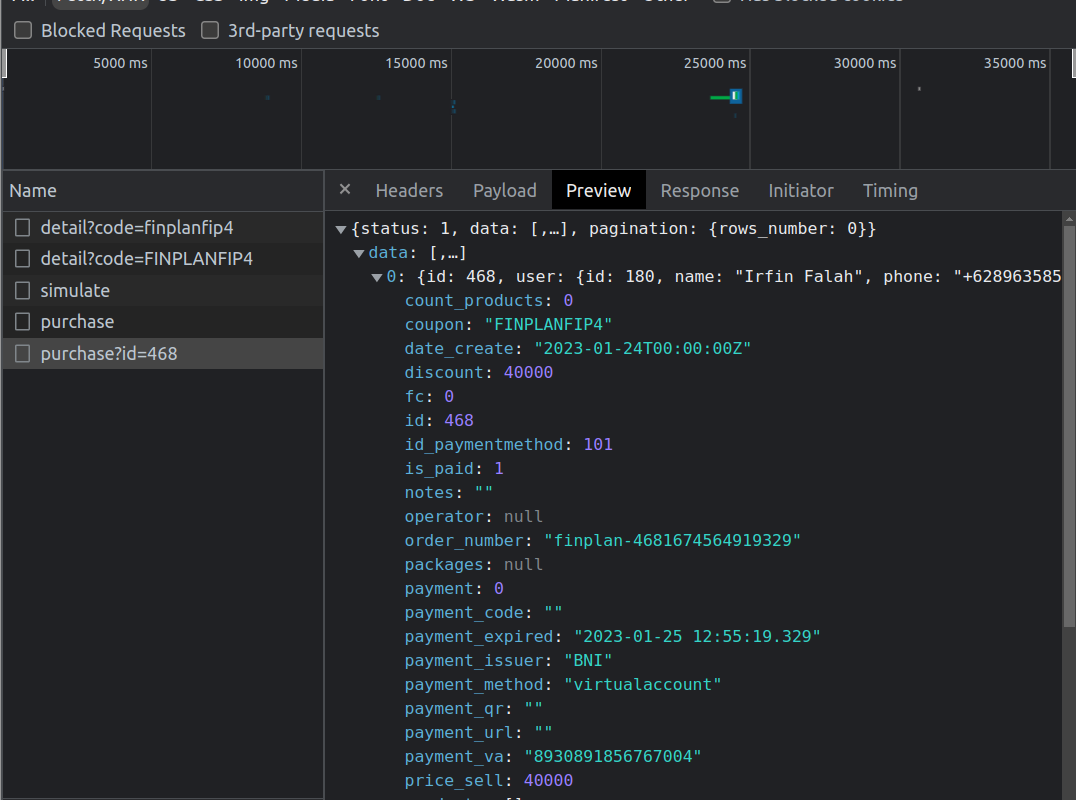 Blocked Requests 3rd-party requests
5000 ms 10000 ms 15000 ms 20000 ms 25000 ms 30000 ms 35000 ms
Name
Headers Payload Preview Response Initiator Timing
detail?code=finplanfip4
detail?code=FINPLANFIP4
simulate
purchase
purchase?id=468
{status: 1, data: [,…], pagination: {rows_number: 0}}
data: [,…]
0: {id: 468, user: {id: 180, name: "Irfin Falah", phone: "+628963585
count_products: 0
coupon: "FINPLANFIP4"
date_create: "2023-01-24T00:00:00Z"
discount: 40000
fc: 0
id: 468
id_paymentmethod: 101
is_paid: 1
notes: ""
operator: null
order_number: "finplan-4681674564919329"
packages: null
payment: 0
payment_code: ""
payment_expired: "2023-01-25 12:55:19.329"
payment_issuer: "BNI"
payment_method: "virtualaccount"
payment_qr: ""
payment_url: ""
payment_va: "8930891856767004"
price_sell: 40000